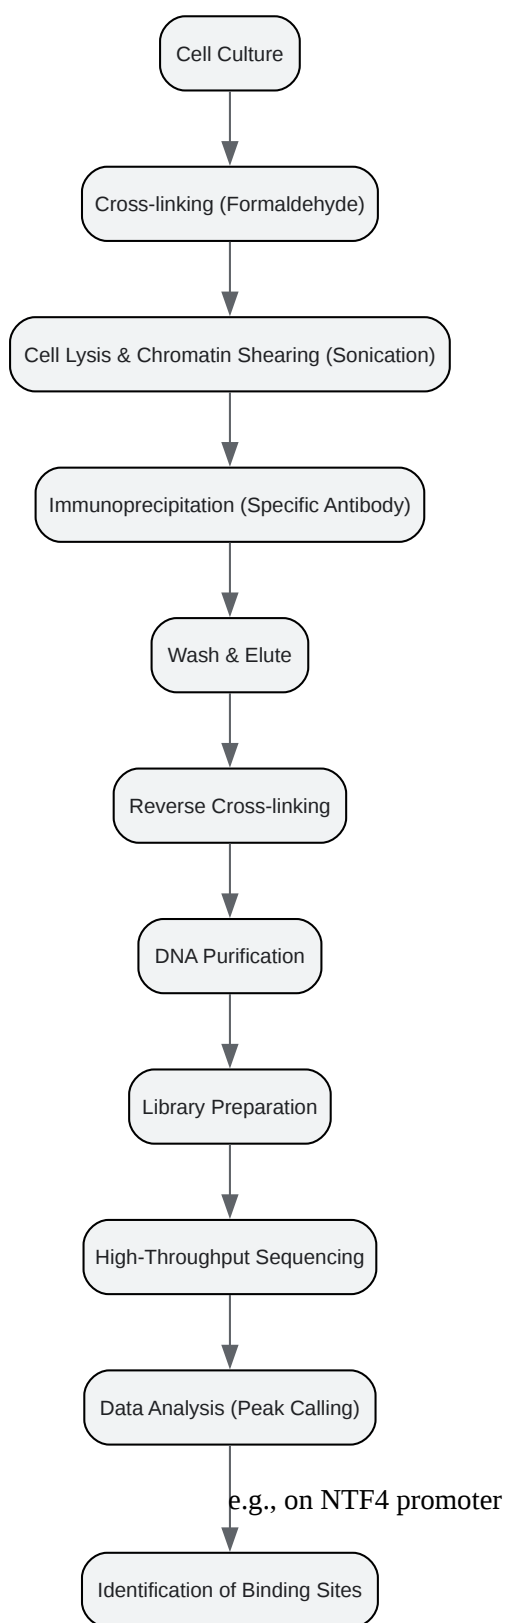 Cell Culture
Cross-linking (Formaldehyde)
Cell Lysis & Chromatin Shearing (Sonication)
Immunoprecipitation (Specific Antibody)
Wash & Elute
Reverse Cross-linking
DNA Purification
Library Preparation
High-Throughput Sequencing
Data Analysis (Peak Calling)
e.g., on NTF4 promoter
Identification of Binding Sites